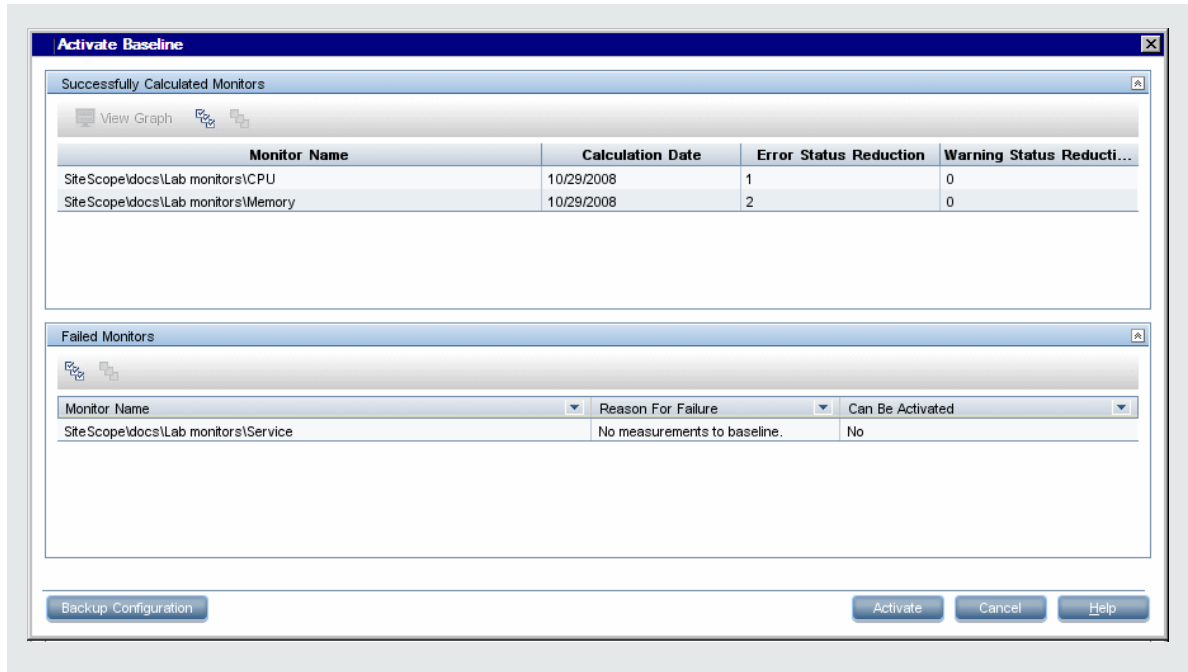 Activate Baseline
Successfully Calculated Monitors
View Graph
Monitor Name Calculation Date Error Status Reduction Warning Status Reducti...
SiteScope\docs\Lab monitors\CPU 10/29/2008 1 0
SiteScope\docs\Lab monitors\Memory 10/29/2008 2 0
Failed Monitors
Monitor Name Reason For Failure Can Be Activated
SiteScope\docs\Lab monitors\Service No measurements to baseline. No
Backup Configuration Activate Cancel Help